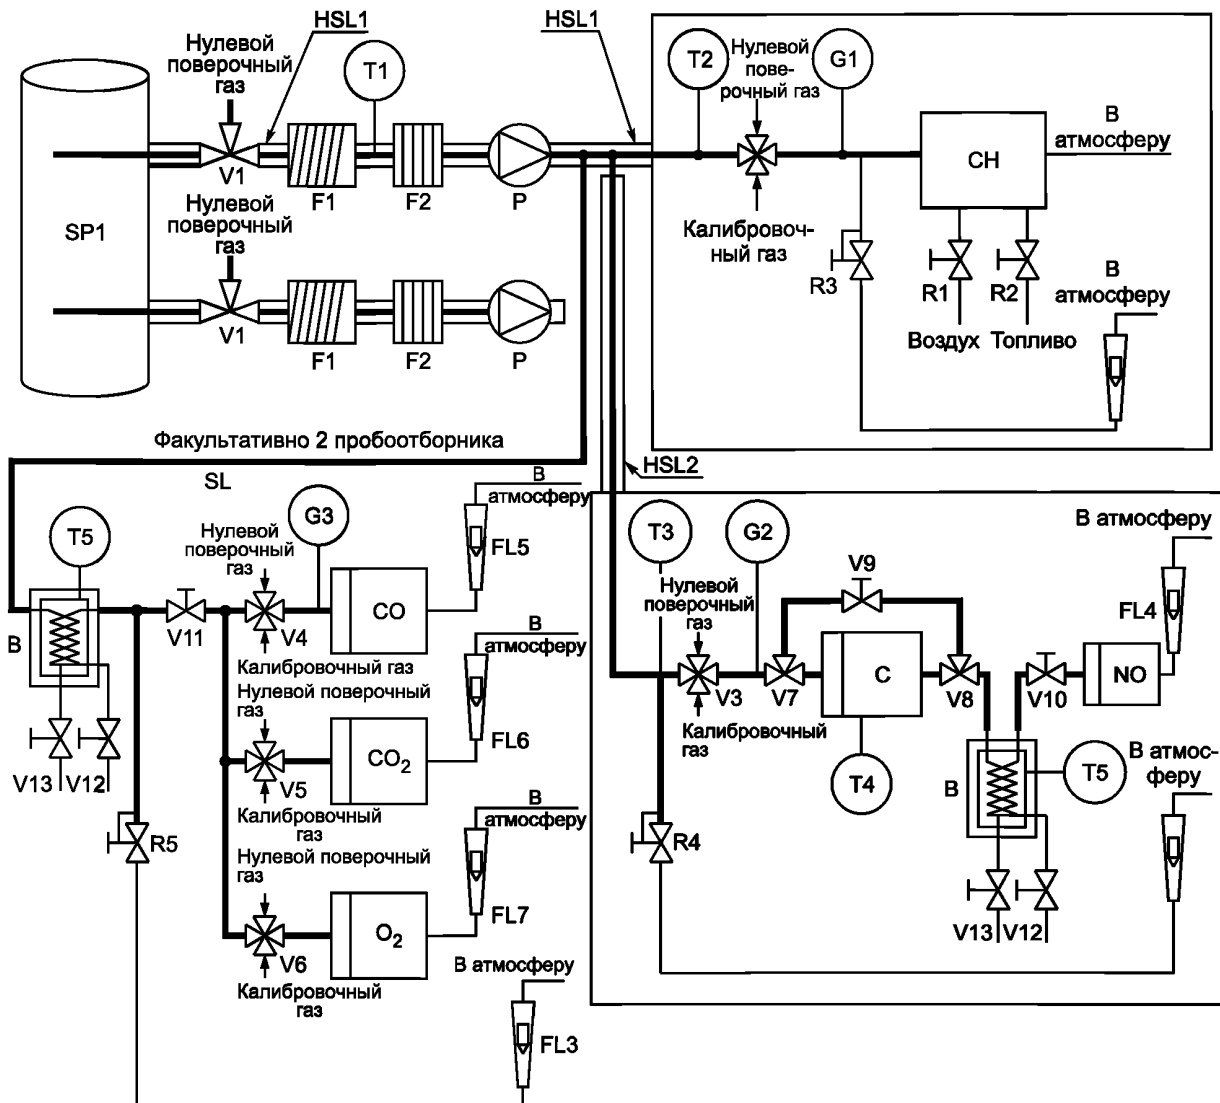 HSL1
HSL1
Нулевой
поверочный
газ
T1
T2
Нулевой
пове-
рочный газ
G1
В
атмосферу
CH
V1
F1
F2
P
Нулевой
поверочный
газ
SP1
Калибровоч-
ный газ
R3
R1
R2
В
атмосферу
Воздух
Топливо
V1
F1
F2
P
Факультативно 2 пробоотборника
SL
HSL2
В
атмосферу
T5
Нулевой
поверочный
газ
G3
FL5
CO
B
V11
V4
Калибровочный газ
В
атмосферу
Нулевой поверочный
газ
CO2
FL6
V5
V13
V12
Калибровочный
газ
В
атмосферу
R5
Нулевой поверочный
газ
FL7
O2
V6
Калибровочный
газ
В атмосферу
FL3
T3
G2
В атмосферу
V9
Нулевой
поверочный
газ
FL4
C
NO
V3
V7
V8
V10
Калибровочный
газ
T4
B
T5
В атмос-
феру
R4
V13
V12